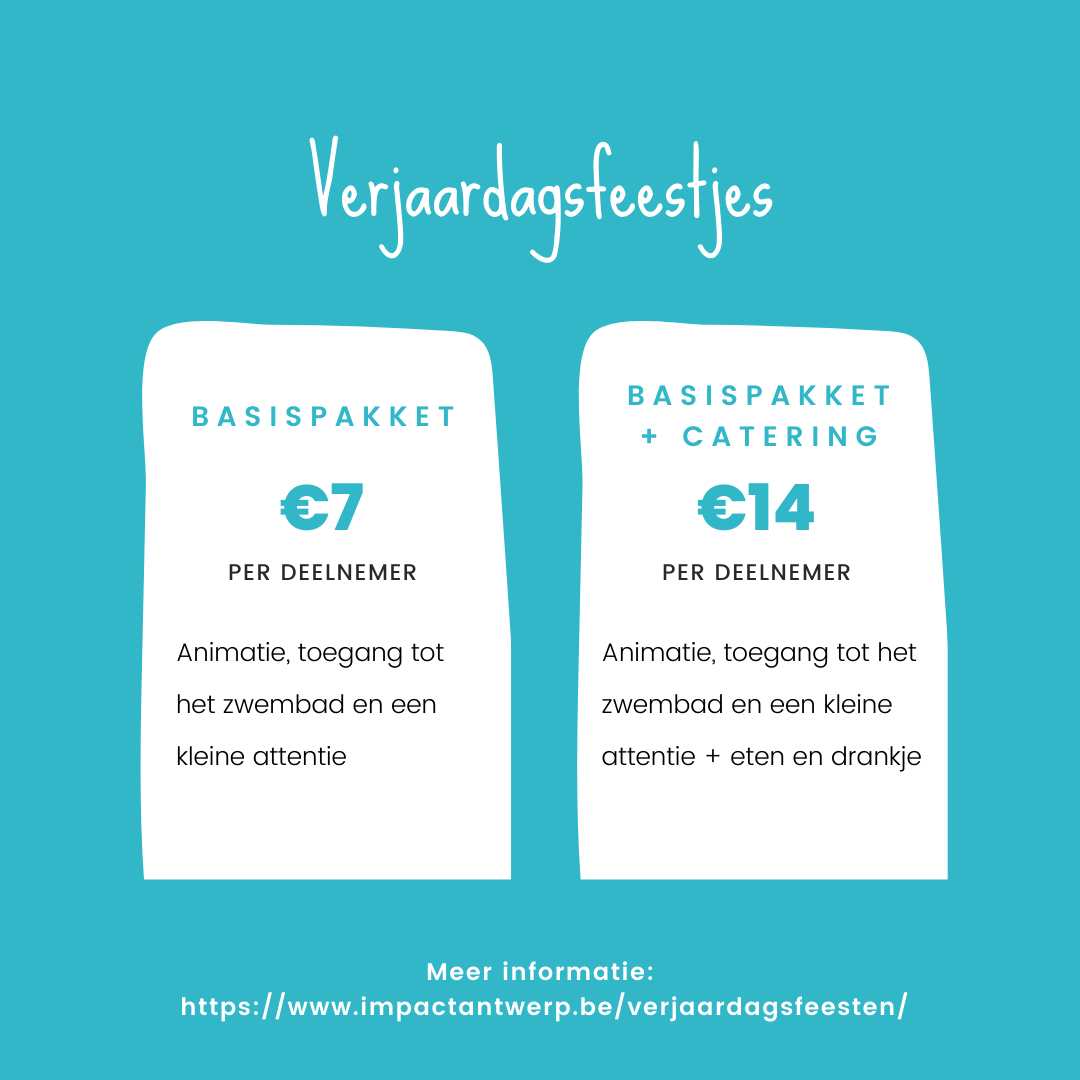 Verjaardagsfeestjes
BASISPAKKET
€7
PER DEELNEMER
Animatie, toegang tot
het zwembad en een
kleine attentie
BASISPAKKET
+ CATERING
€14
PER DEELNEMER
Animatie, toegang tot het
zwembad en een kleine
attentie + eten en drankje
Meer informatie:
https://www.impactantwerp.be/verjaardagsfeesten/